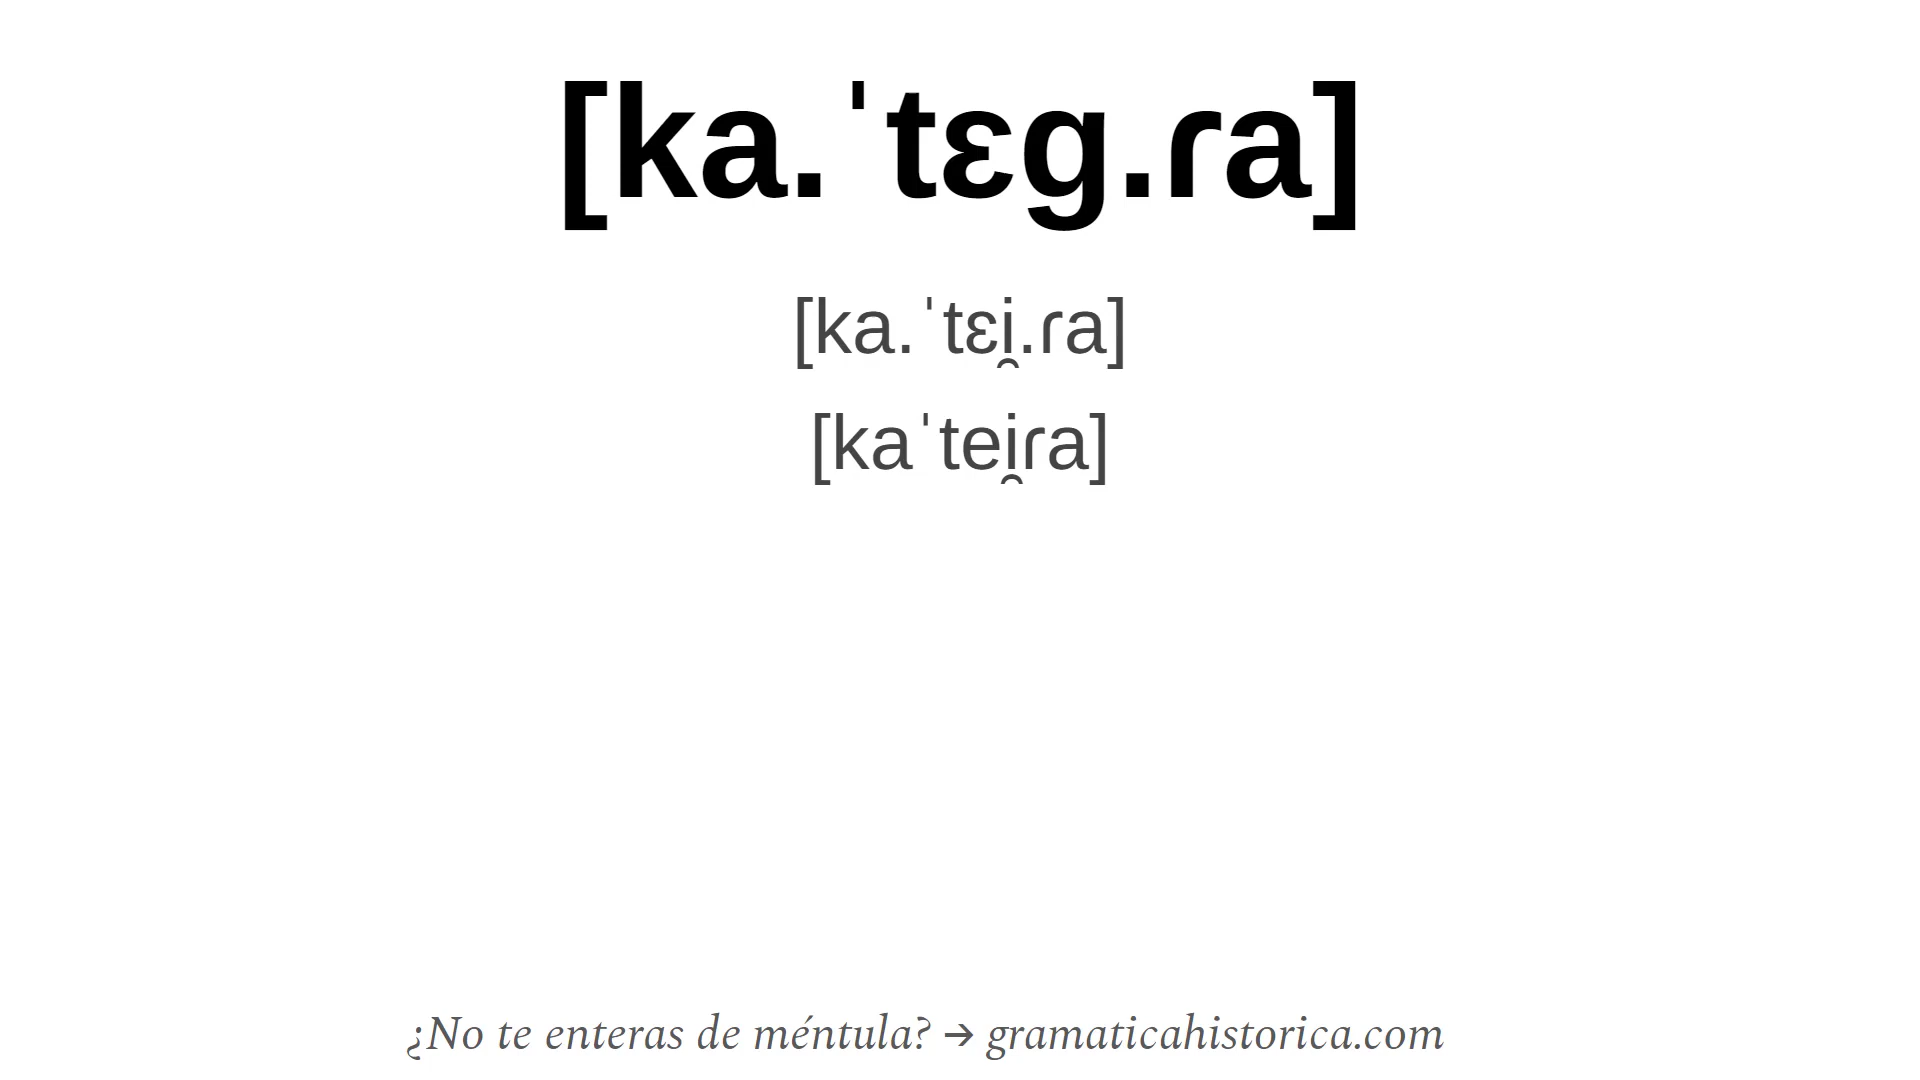 [ka.ˈtɛg.ɾa]
[ka.ˈtɛi̯.ɾa]
[kaˈtei̯ɾa]
¿No te enteras de méntula? → gramaticahistorica.com